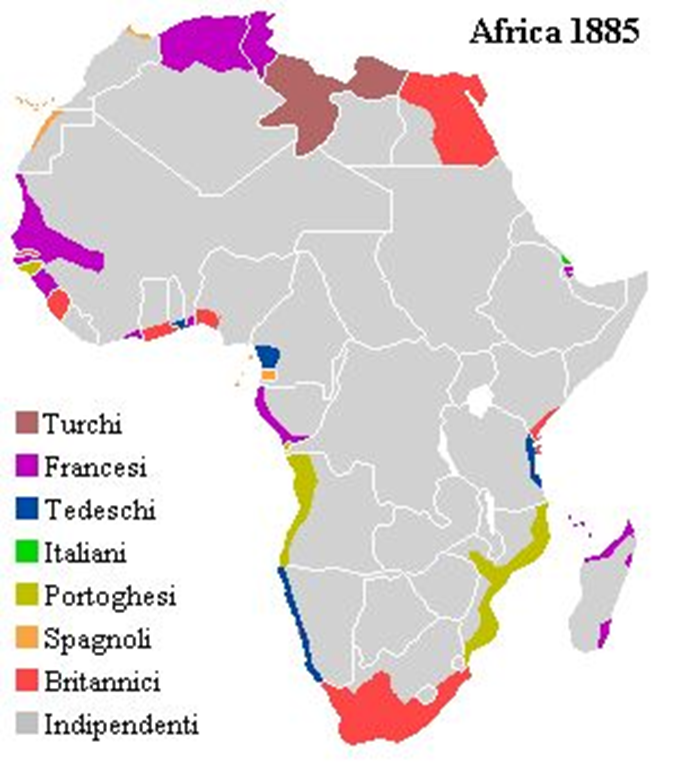 Africa 1885
Turchi
Francesi
Tedeschi
Italiani
Portoghesi
Spagnoli
Britannici
Indipendenti